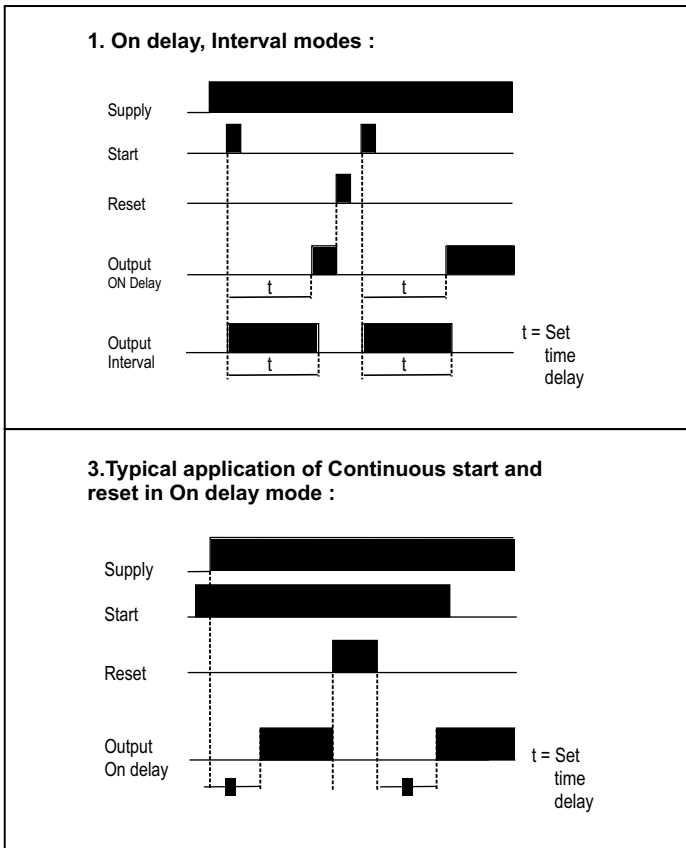 1. On delay, Interval modes :
Supply
Start
Reset
Output
ON Delay
t
t
Output
Interval
t
t
t = Set
time
delay
3.Typical application of Continuous start and
reset in On delay mode :
Supply
Start
Reset
Output
On delay
t = Set
time
delay